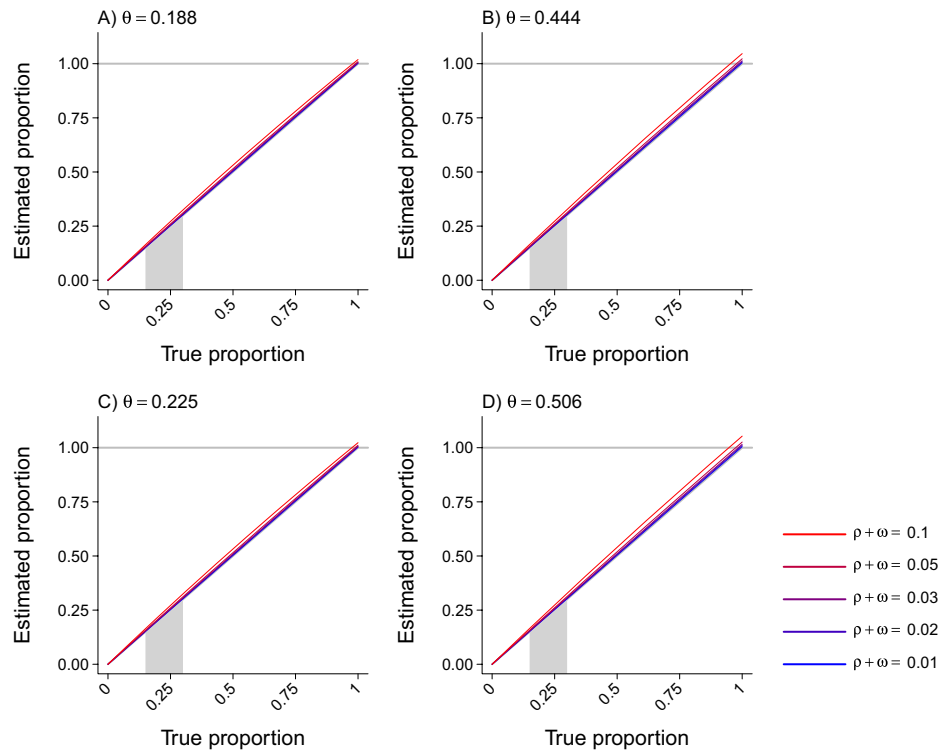 A) θ = 0.188
Estimated proportion
1.00
0.75
0.50
0.25
0.00
0
0.25
0.5
0.75
1
True proportion
B) θ = 0.444
Estimated proportion
1.00
0.75
0.50
0.25
0.00
0
0.25
0.5
0.75
1
True proportion
C) θ = 0.225
Estimated proportion
1.00
0.75
0.50
0.25
0.00
0
0.25
0.5
0.75
1
True proportion
D) θ = 0.506
Estimated proportion
1.00
0.75
0.50
0.25
0.00
0
0.25
0.5
0.75
1
True proportion
ρ + ω = 0.1
ρ + ω = 0.05
ρ + ω = 0.03
ρ + ω = 0.02
ρ + ω = 0.01